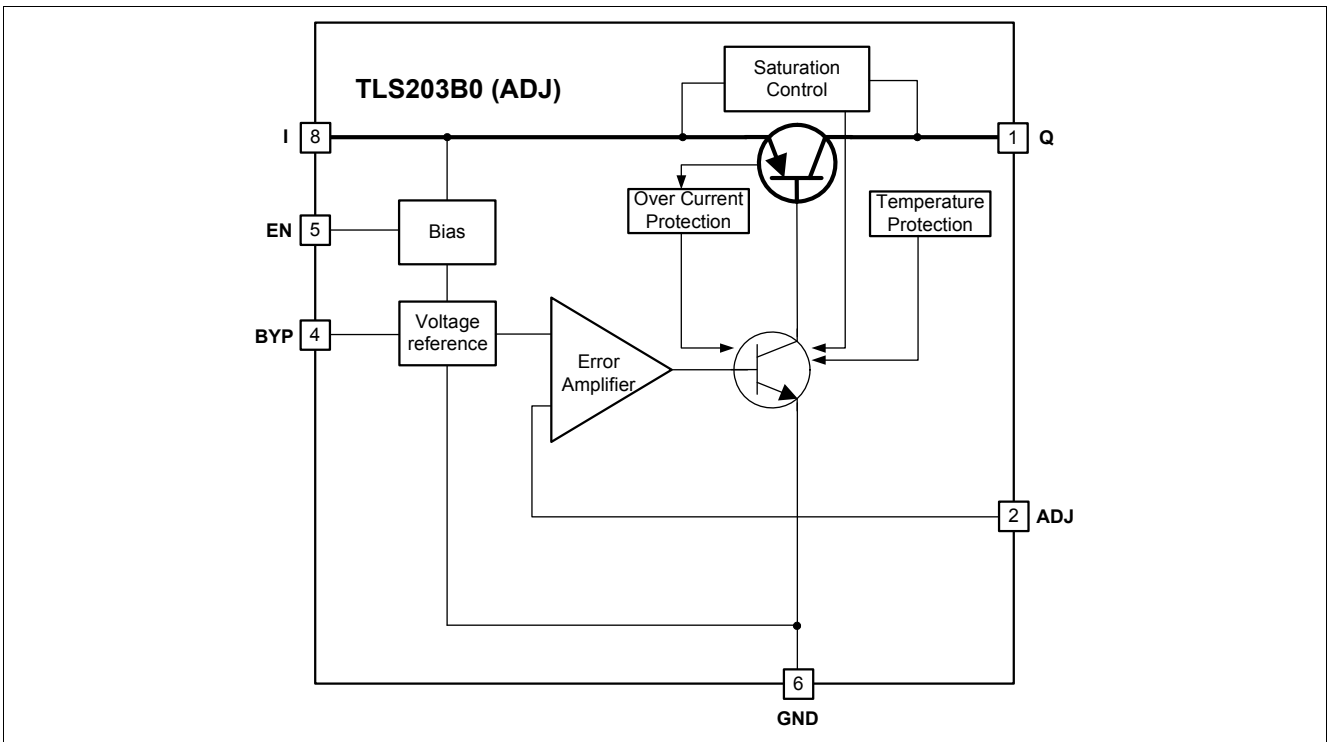 TLS203B0 (ADJ)
Saturation
Control
I 8
1 Q
Over Current
Protection
Temperature
Protection
EN 5
Bias
BYP 4
Voltage
reference
Error
Amplifier
2 ADJ
6
GND